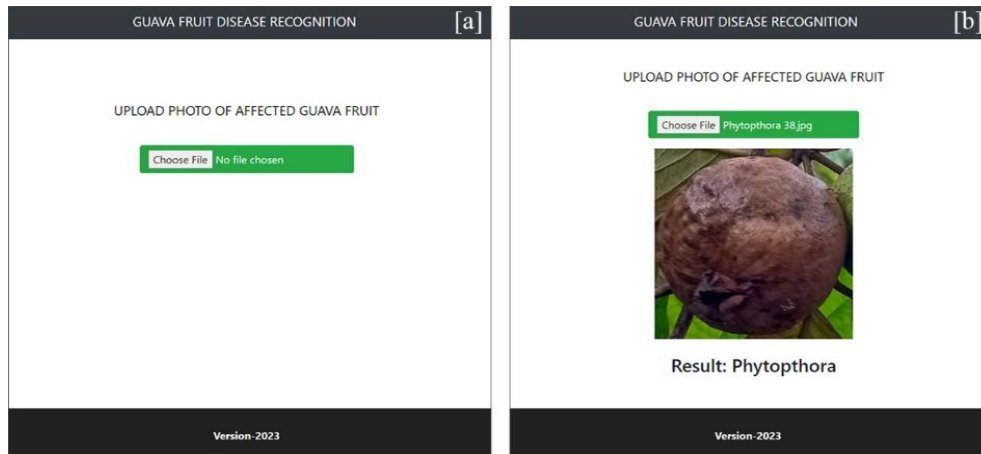 GUAVA FRUIT DISEASE RECOGNITION
[a]
UPLOAD PHOTO OF AFFECTED GUAVA FRUIT
Choose File No file chosen
Version-2023
GUAVA FRUIT DISEASE RECOGNITION
[b]
UPLOAD PHOTO OF AFFECTED GUAVA FRUIT
Choose File Phytopthora 38.jpg
Result: Phytopthora
Version-2023